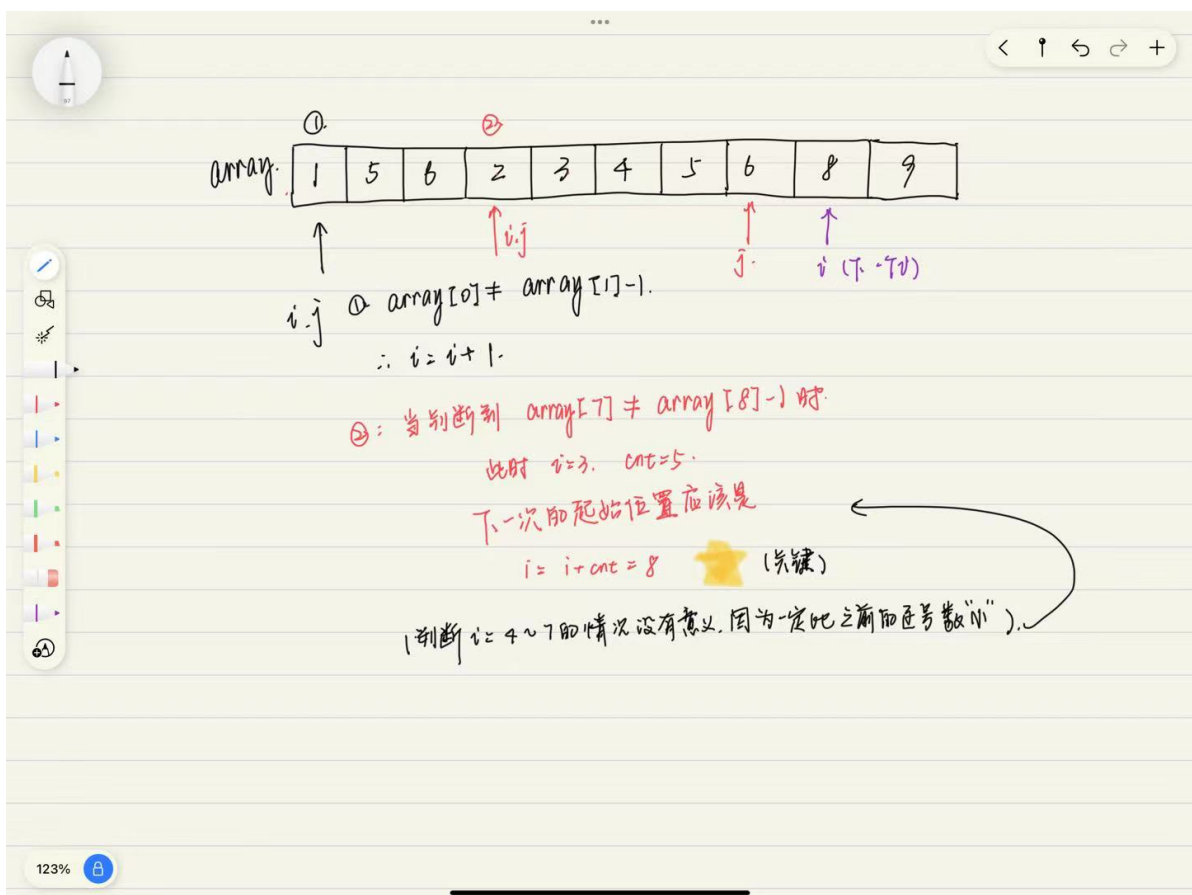 ①. ②
array. 1 5 6 2 3 4 5 6 8 9
i.j j. i (下一个i)
i.j ① array[0] ≠ array[1]-1.
∴ i = i + 1.
②: 当判断到 array[7] ≠ array[8]-1 时.
此时 i=3. cnt=5.
下一次的起始位置应该是
i = i + cnt = 8 (关键)
(判断 i=4~7的情况没有意义.因为一定比之前的连号数"小").
97
123%